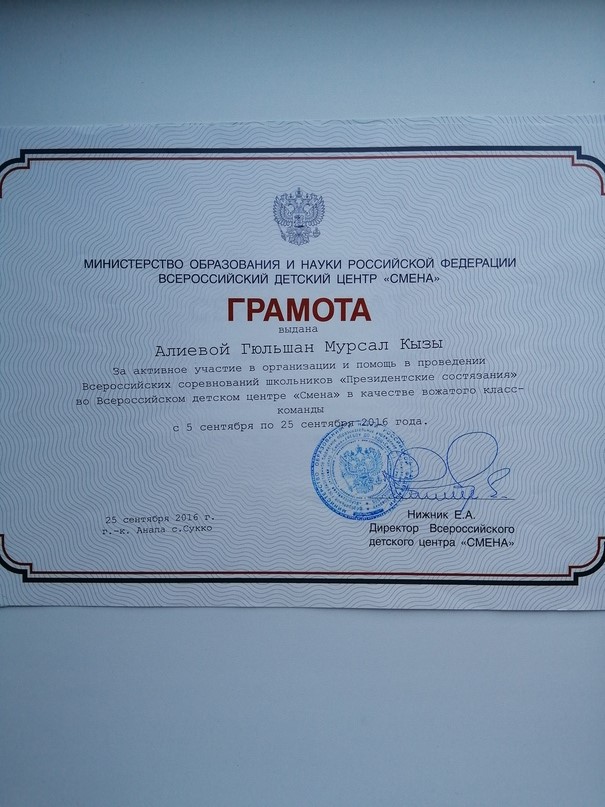 МИНИСТЕРСТВО ОБРАЗОВАНИЯ И НАУКИ РОССИЙСКОЙ ФЕДЕРАЦИИ
ВСЕРОССИЙСКИЙ ДЕТСКИЙ ЦЕНТР «СМЕНА»
ГРАМОТА
выдана
Алиевой Гюльшан Мурсал Кызы
За активное участие в организации и помощь в проведении
Всероссийских соревнований школьников «Президентские состязания»
во Всероссийском детском центре «Смена» в качестве вожатого класс-
команды
с 5 сентября по 25 сентября 2016 года.
25 сентября 2016 г.
г.-к. Анапа с.Сукко
Нижник Е.А.
Директор Всероссийского
детского центра «СМЕНА»